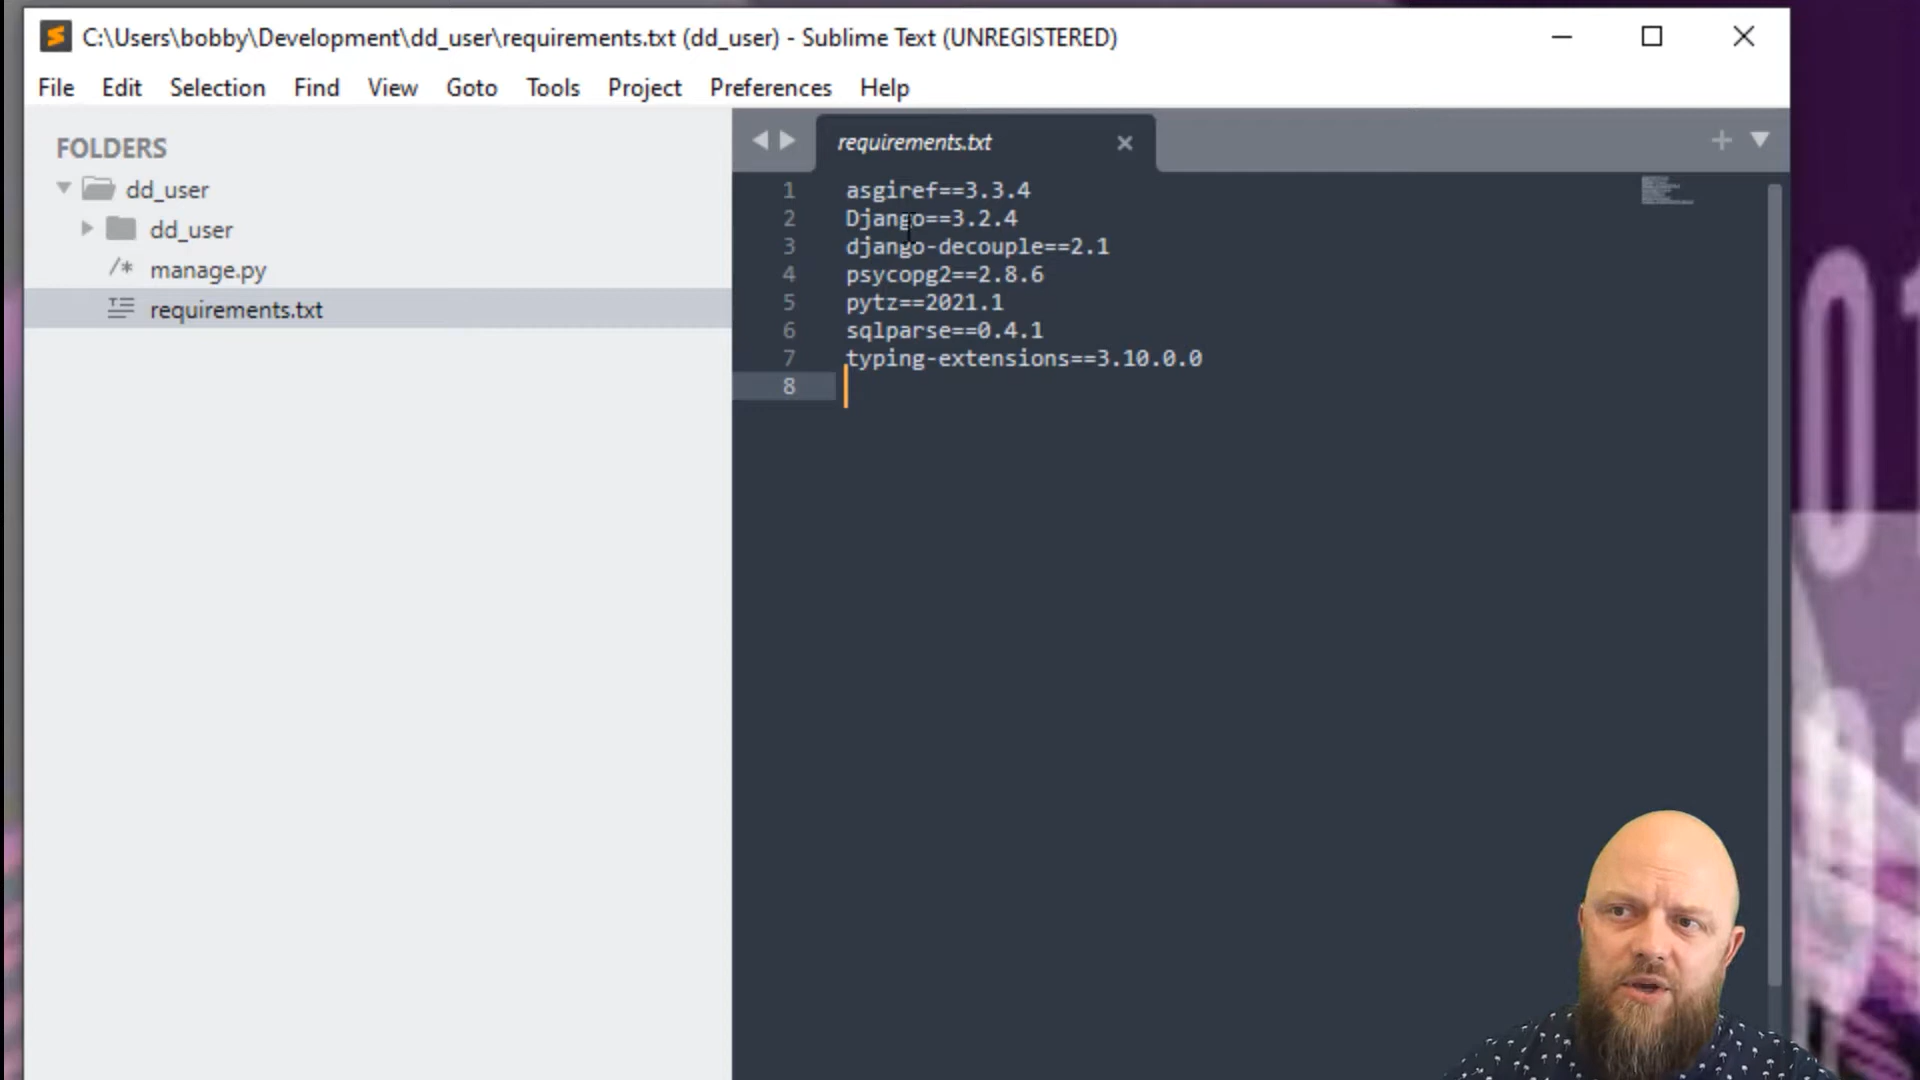 C:\Users\bobby\Development\dd_user\requirements.txt (dd_user) - Sublime Text (UNREGISTERED)
File Edit Selection Find View Goto Tools Project Preferences Help
FOLDERS
dd_user
dd_user
/* manage.py
requirements.txt
requirements.txt
1 asgiref==3.3.4
2 Django==3.2.4
3 django-decouple==2.1
4 psycopg2==2.8.6
5 pytz==2021.1
6 sqlparse==0.4.1
7 typing-extensions==3.10.0.0
8